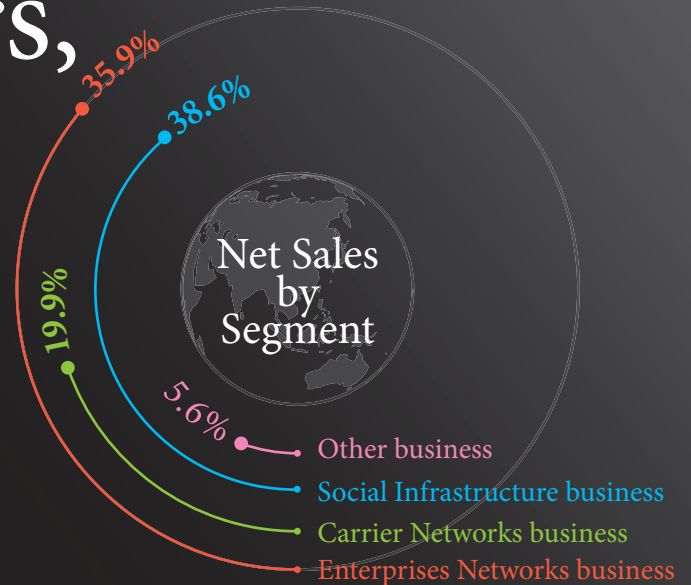 rs,
35.9%
38.6%
19.9%
5.6%
Net Sales
by
Segment
Other business
Social Infrastructure business
Carrier Networks business
Enterprises Networks business